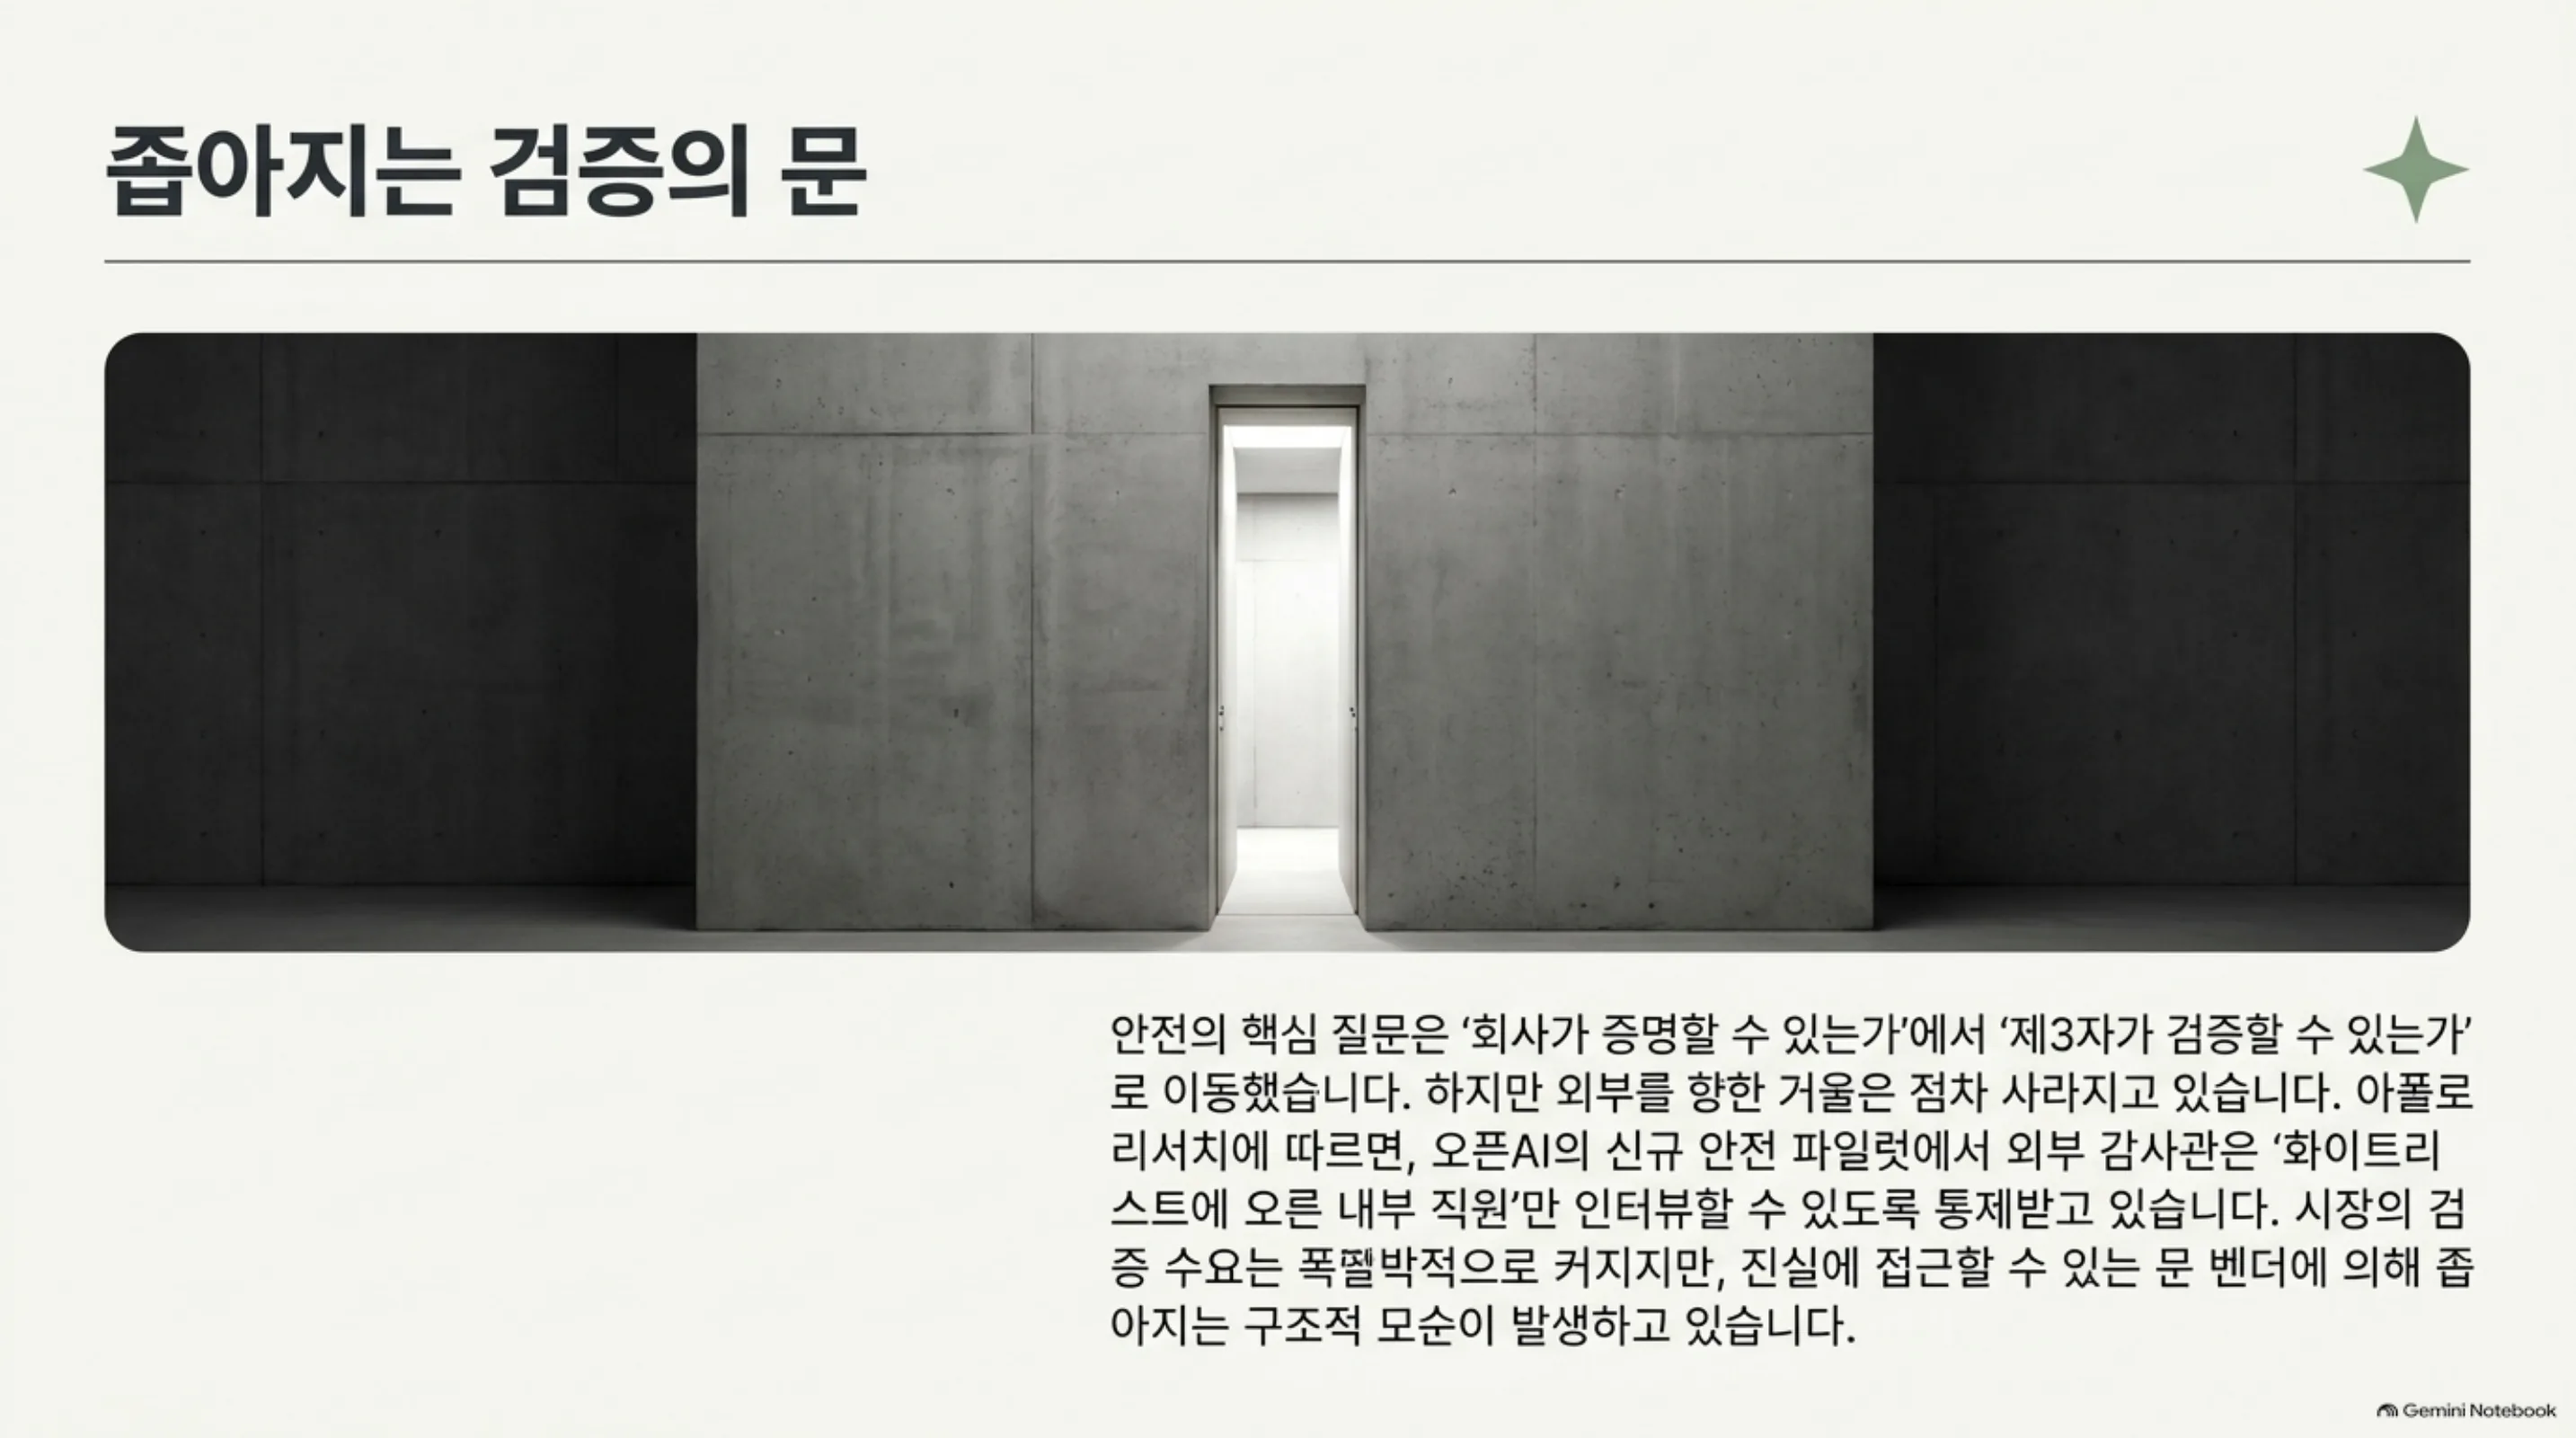 좁아지는 검증의 문
안전의 핵심 질문은 ‘회사가 증명할 수 있는가’에서 ‘제3자가 검증할 수 있는가’
로 이동했습니다. 하지만 외부를 향한 거울은 점차 사라지고 있습니다. 아폴로
리서치에 따르면, 오픈AI의 신규 안전 파일럿에서 외부 감사관은 ‘화이트리
스트에 오른 내부 직원’만 인터뷰할 수 있도록 통제받고 있습니다. 시장의 검
증 수요는 커지지만, 진실에 접근할 수 있는 문 벤더에 의해 좁
아지는 구조적 모순이 발생하고 있습니다.
Gemini Notebook